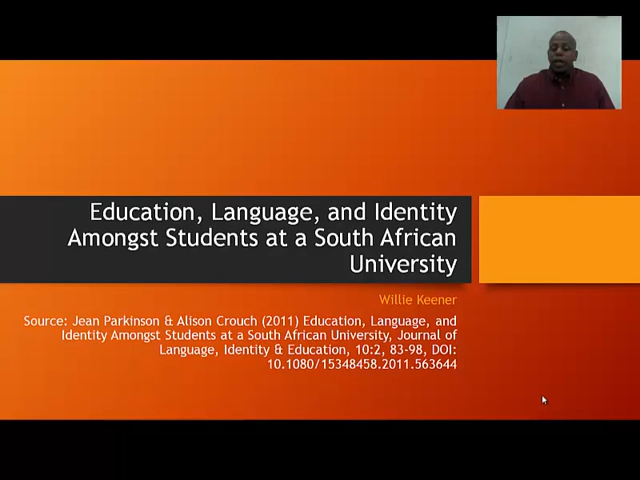 Education, Language, and Identity
Amongst Students at a South African
University
Willie Keener
Source: Jean Parkinson & Alison Crouch (2011) Education, Language, and
Identity Amongst Students at a South African University, Journal of
Language, Identity & Education, 10:2, 83-98, DOI:
10.1080/15348458.2011.563644